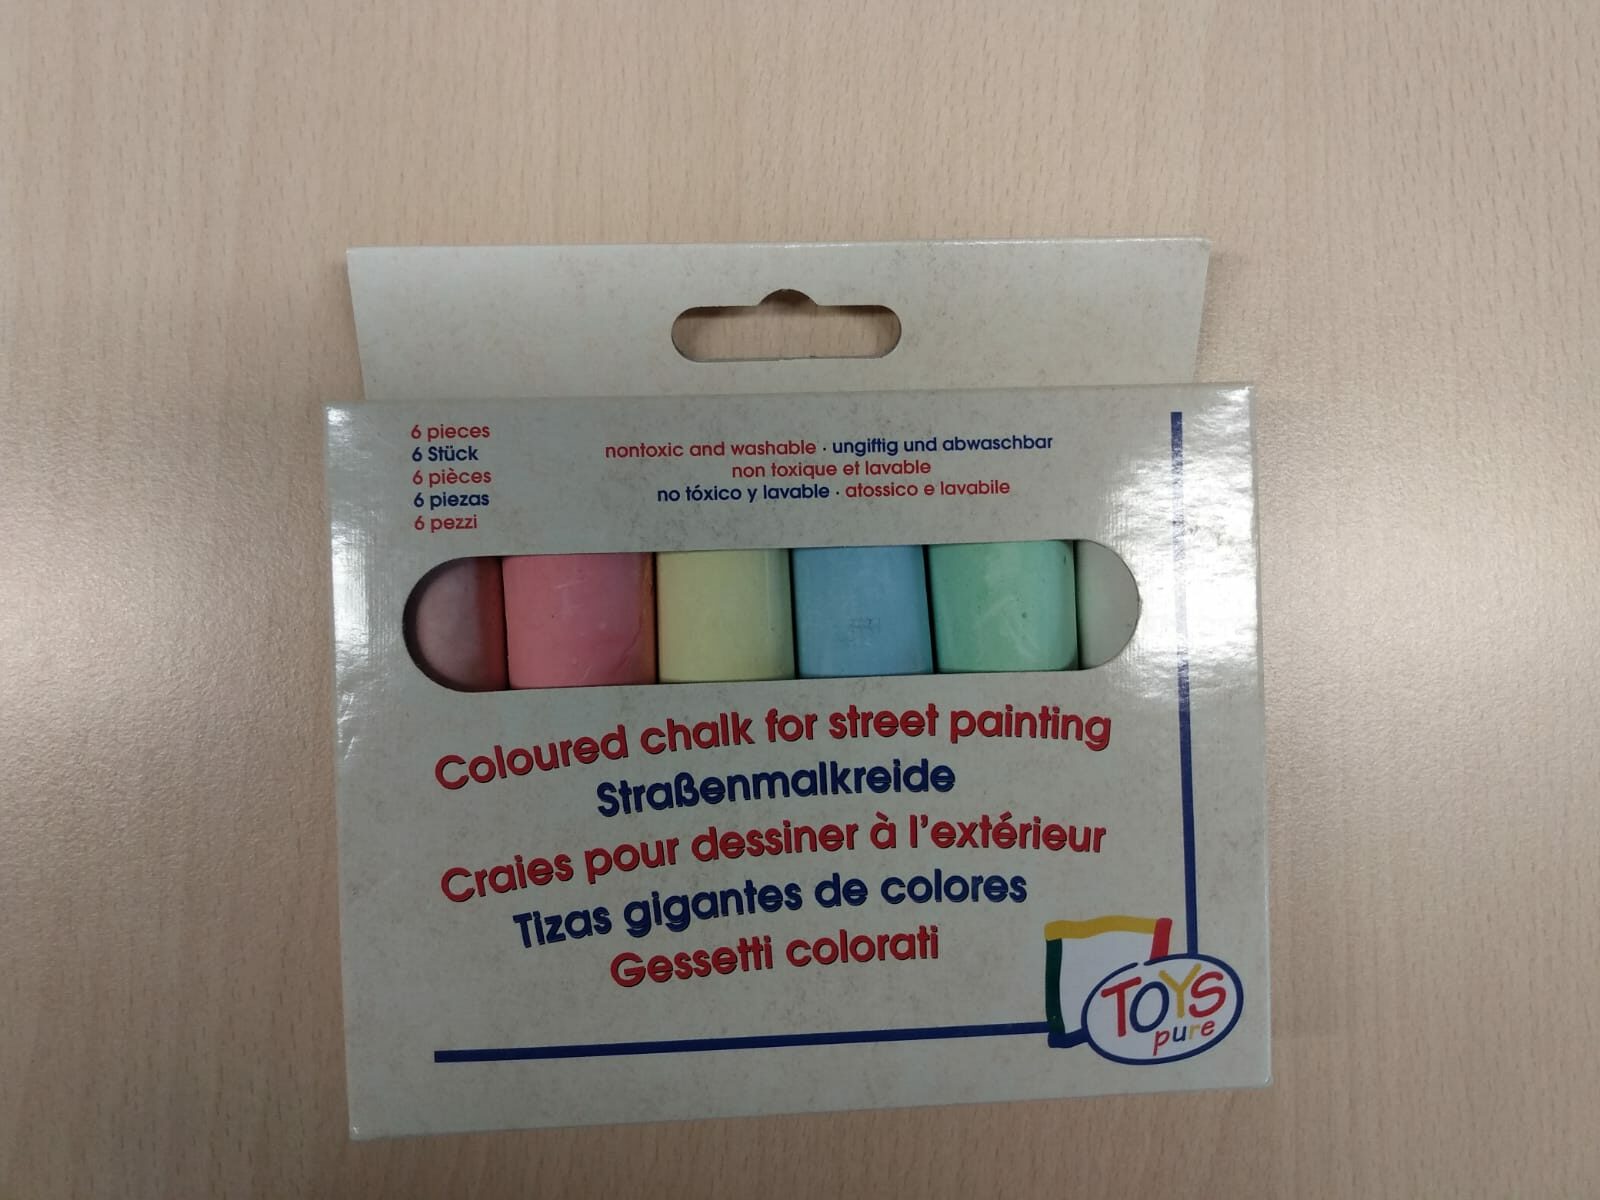 6 pieces
6 Stück
6 pièces
6 piezas
6 pezzi
nontoxic and washable · ungiftig und abwaschbar
non toxique et lavable
no tóxico y lavable · atossico e lavabile
Coloured chalk for street painting
Straßenmalkreide
Craies pour dessiner à l'extérieur
Tizas gigantes de colores
Gessetti colorati
TOYS
pure